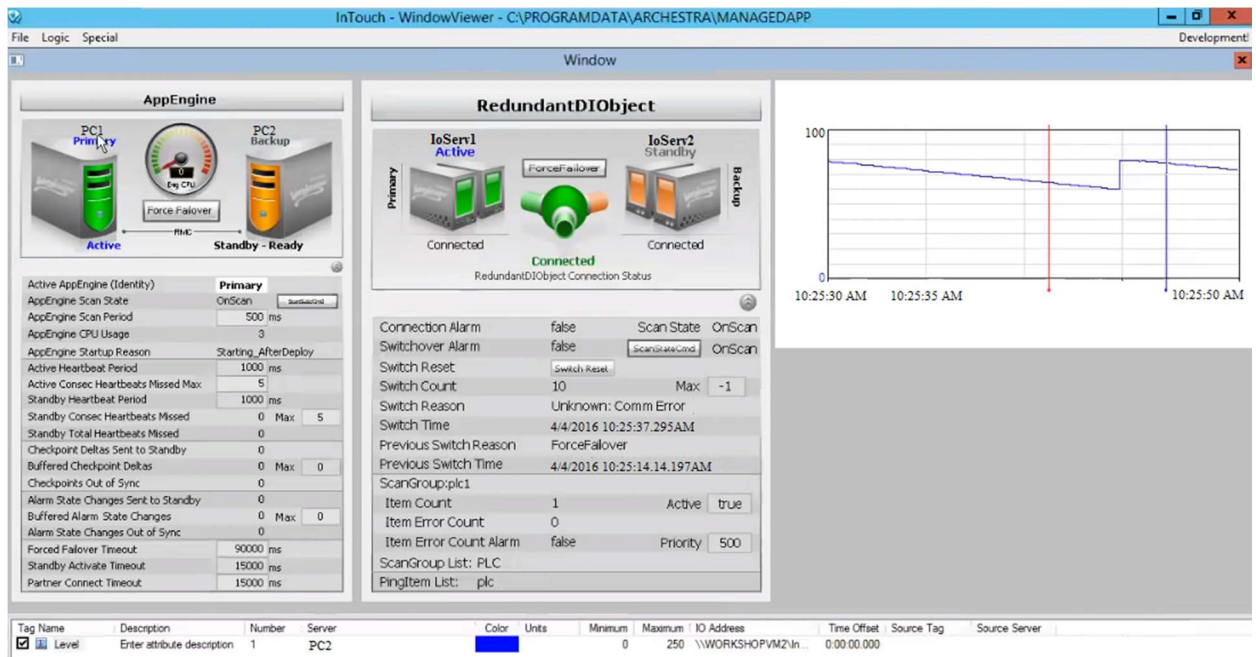 InTouch - WindowViewer - C:\PROGRAMDATA\ARCHESTRA\MANAGEDAPP
File Logic Special Development!
Window
AppEngine
PC1 PC2
Primary Backup
Eng CPU
0
Force Failover
RMC
Active Standby - Ready
Active AppEngine (Identity) Primary
AppEngine Scan State OnScan ScanStateCmd
AppEngine Scan Period 500 ms
AppEngine CPU Usage 3
AppEngine Startup Reason Starting_AfterDeploy
Active Heartbeat Period 1000 ms
Active Consec Heartbeats Missed Max 5
Standby Heartbeat Period 1000 ms
Standby Consec Heartbeats Missed 0 Max 5
Standby Total Heartbeats Missed 0
Checkpoint Deltas Sent to Standby 0
Buffered Checkpoint Deltas 0 Max 0
Checkpoints Out of Sync 0
Alarm State Changes Sent to Standby 0
Buffered Alarm State Changes 0 Max 0
Alarm State Changes Out of Sync 0
Forced Failover Timeout 90000 ms
Standby Activate Timeout 15000 ms
Partner Connect Timeout 15000 ms
RedundantDIObject
IoServ1 IoServ2
Active Standby
ForceFailover
Primary Backup
Connected Connected
Connected
RedundantDIObject Connection Status
Connection Alarm false Scan State OnScan
Switchover Alarm false ScanStateCmd OnScan
Switch Reset Switch Reset
Switch Count 10 Max -1
Switch Reason Unknown: Comm Error
Switch Time 4/4/2016 10:25:37.295AM
Previous Switch Reason ForceFailover
Previous Switch Time 4/4/2016 10:25:14.14.197AM
ScanGroup:plc1
Item Count 1 Active true
Item Error Count 0
Item Error Count Alarm false Priority 500
ScanGroup List: PLC
PingItem List: plc
100
0
10:25:30 AM 10:25:35 AM 10:25:50 AM
Tag Name Description Number Server Color Units Minimum Maximum IO Address Time Offset Source Tag Source Server
Level Enter attribute description 1 PC2 0 250 \\WORKSHOPVM2\In... 0:00:00.000